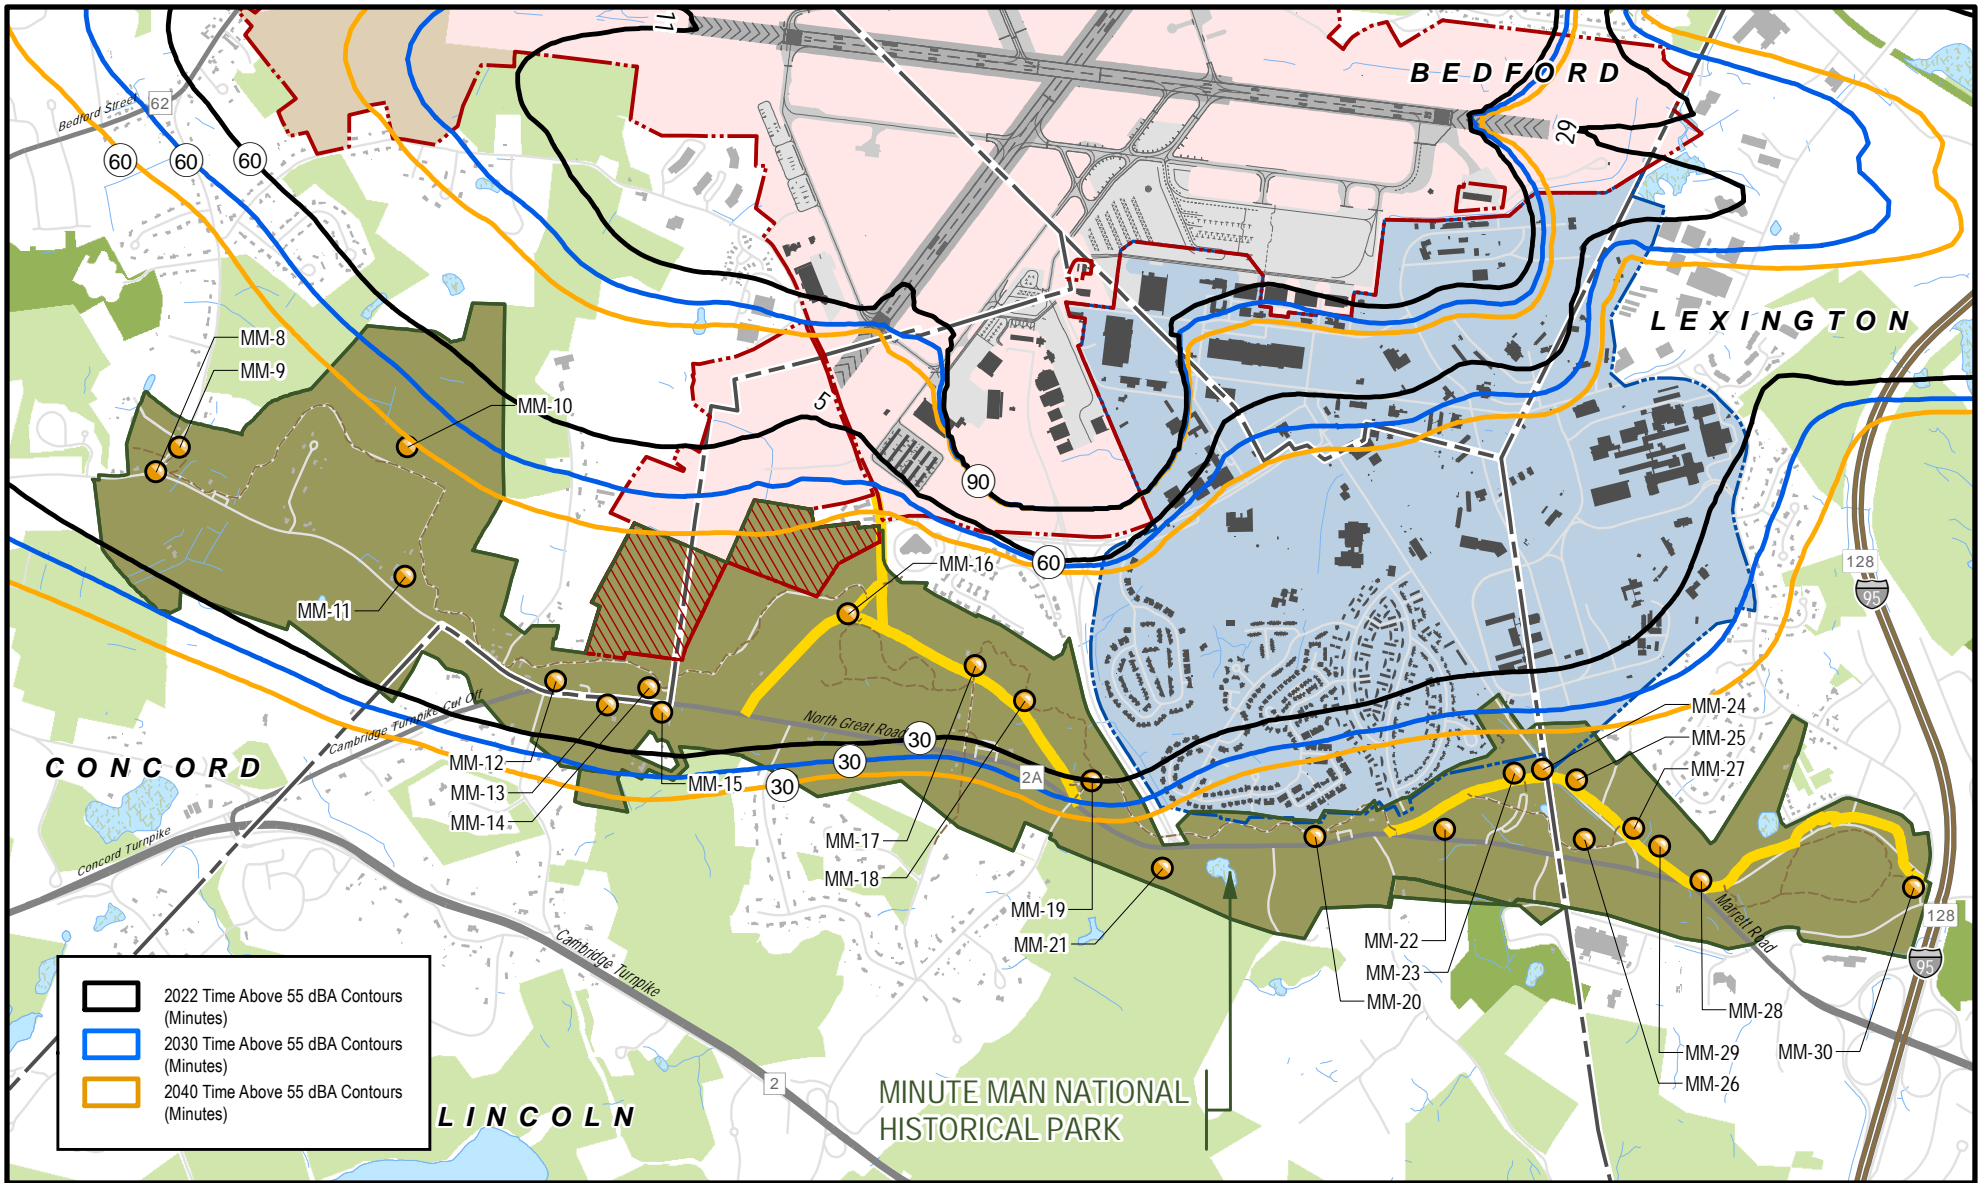 11
BEDFORD
Bedford Street
62
29
60
60
60
LEXINGTON
MM-8
MM-9
MM-10
5
90
MM-16
60
128
95
MM-11
MM-24
North Great Road
Cambridge Turnpike Cut Off
MM-25
30
30
30
2A
CONCORD
MM-12
MM-13
MM-14
MM-15
MM-27
Concord Turnpike
MM-17
MM-18
MM-19
MM-21
Marrett Road
128
95
MM-22
MM-23
MM-20
Cambridge Turnpike
MM-28
MM-29
MM-30
MM-26
2
2022 Time Above 55 dBA Contours
(Minutes)
2030 Time Above 55 dBA Contours
(Minutes)
2040 Time Above 55 dBA Contours
(Minutes)
LINCOLN
MINUTE MAN NATIONAL
HISTORICAL PARK